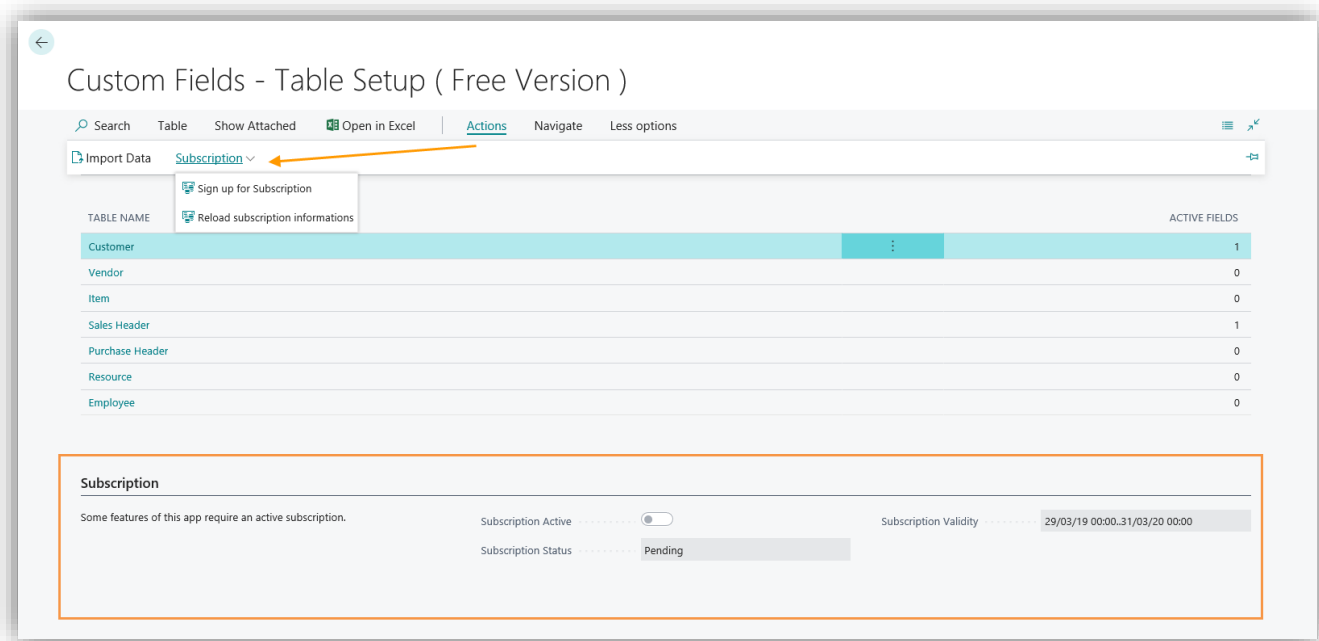 Custom Fields - Table Setup ( Free Version )
Search Table Show Attached Open in Excel Actions Navigate Less options
Import Data Subscription
Sign up for Subscription
Reload subscription informations
TABLE NAME ACTIVE FIELDS
Customer 1
Vendor 0
Item 0
Sales Header 1
Purchase Header 0
Resource 0
Employee 0
Subscription
Some features of this app require an active subscription. Subscription Active Subscription Validity 29/03/19 00:00..31/03/20 00:00
Subscription Status Pending